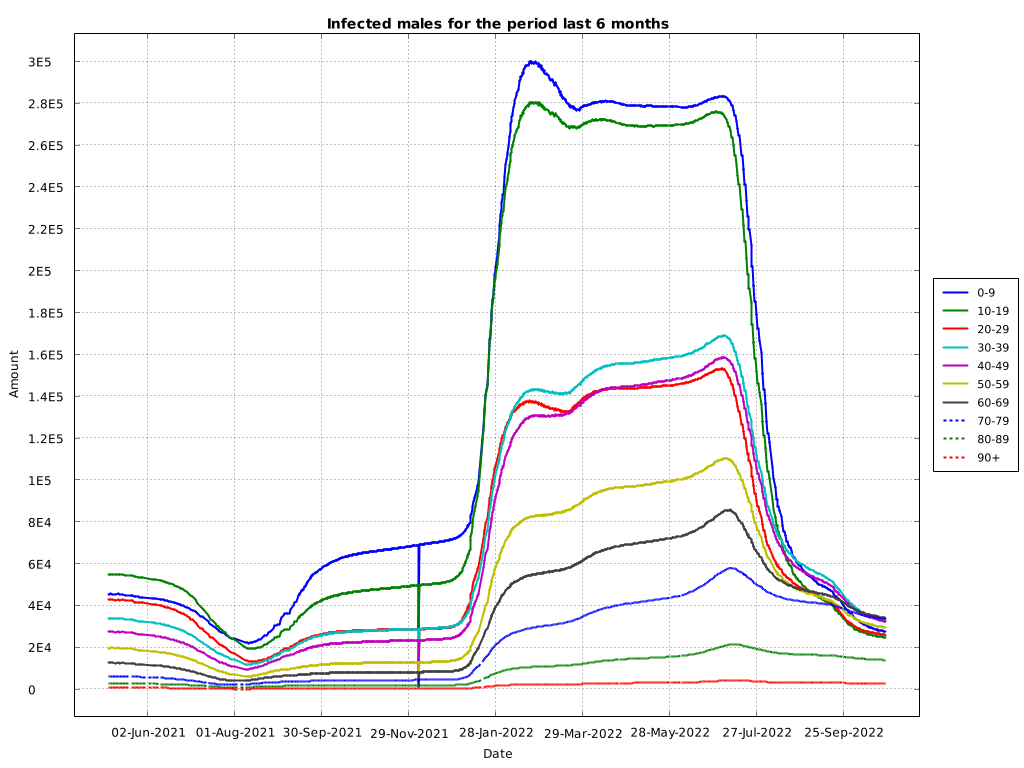 Infected males for the period last 6 months
3E5
2.8E5
2.6E5
2.4E5
2.2E5
2E5
1.8E5
1.6E5
1.4E5
1.2E5
1E5
8E4
6E4
4E4
2E4
0
Amount
02-Jun-2021 01-Aug-2021 30-Sep-2021 29-Nov-2021 28-Jan-2022 29-Mar-2022 28-May-2022 27-Jul-2022 25-Sep-2022
Date
0-9
10-19
20-29
30-39
40-49
50-59
60-69
70-79
80-89
90+